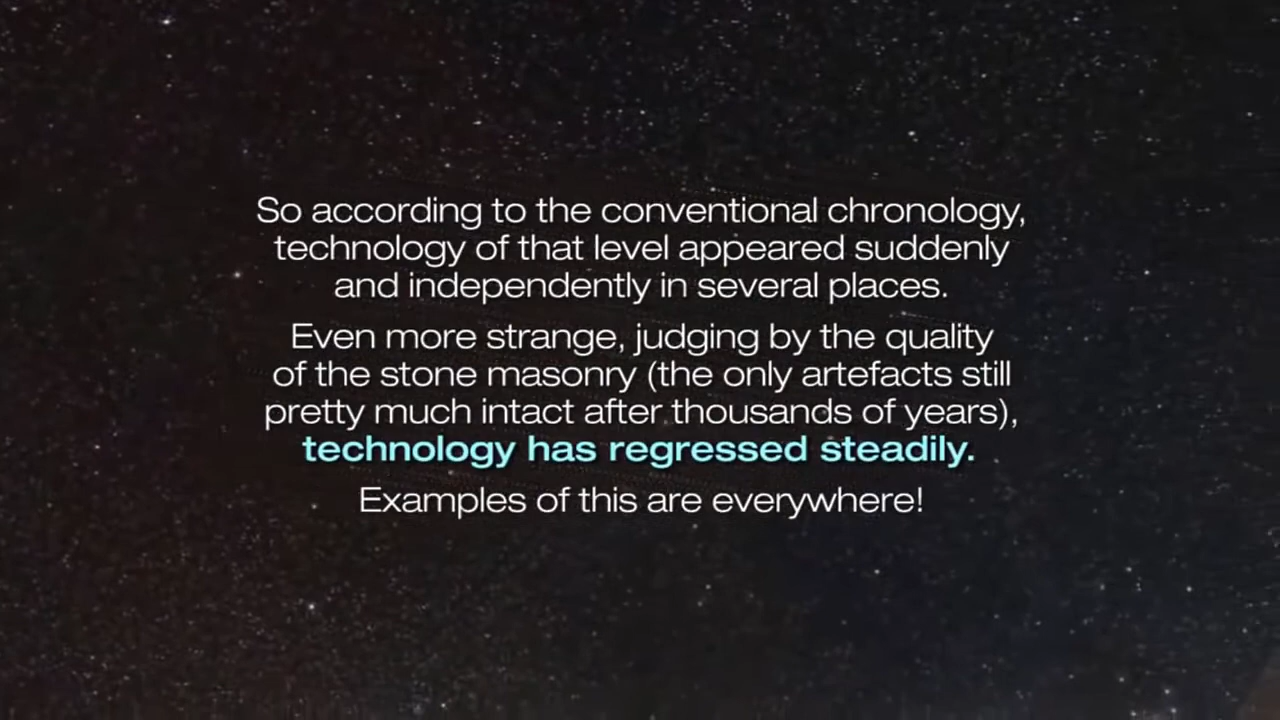 So according to the conventional chronology,
technology of that level appeared suddenly
and independently in several places.
Even more strange, judging by the quality
of the stone masonry (the only artefacts still
pretty much intact after thousands of years),
technology has regressed steadily.
Examples of this are everywhere!